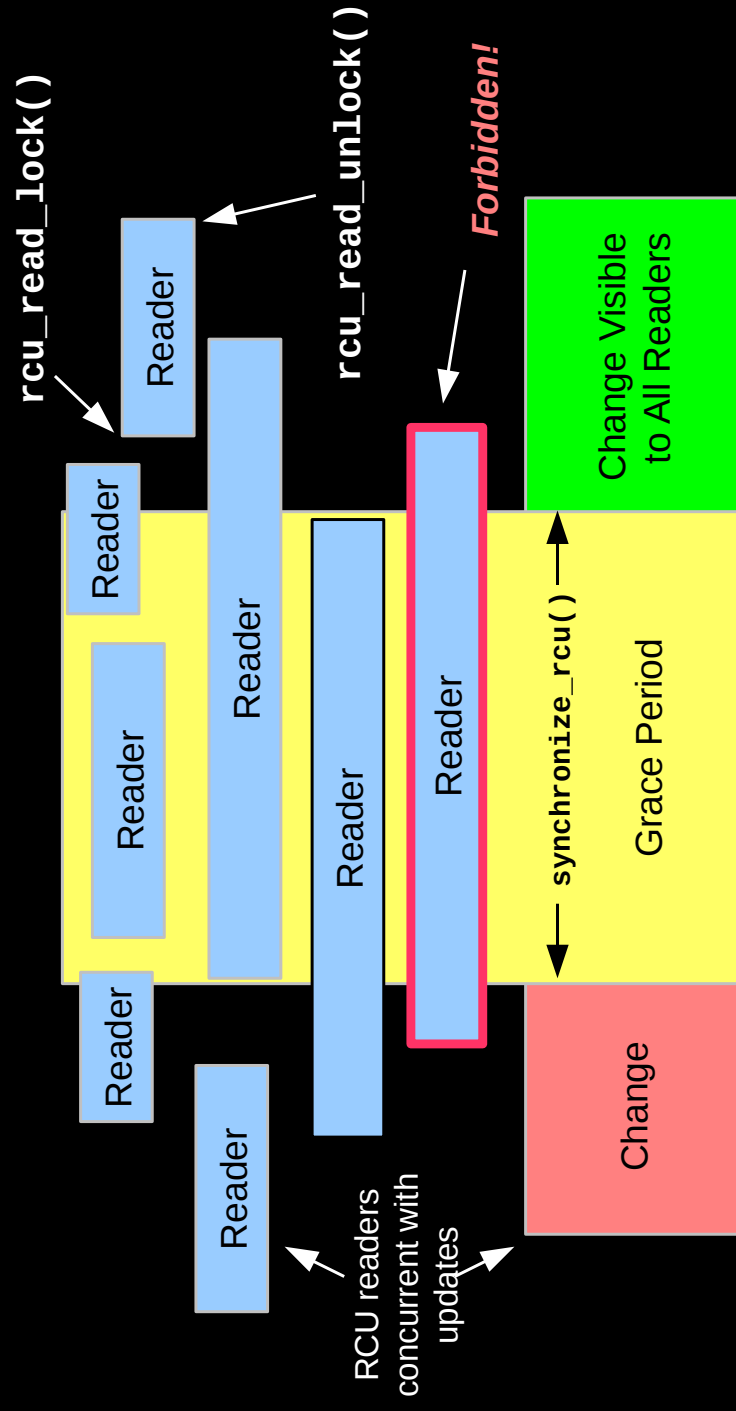 rcu_read_lock()
Reader
rcu_read_unlock()
Reader
Reader
Reader
Reader
Reader
Reader
Reader
Forbidden!
RCU readers
concurrent with
updates
synchronize_rcu()
Change
Grace Period
Change Visible
to All Readers